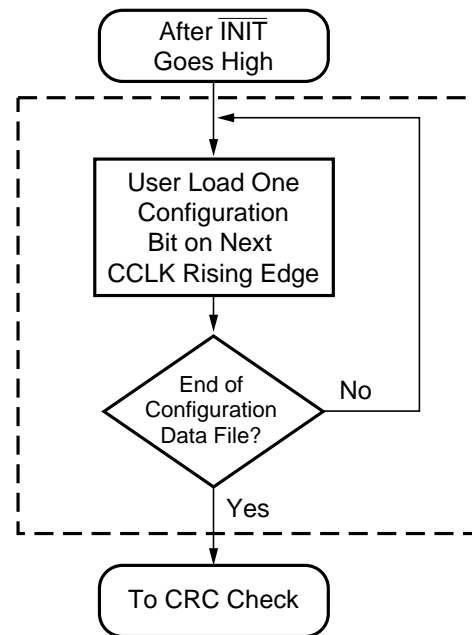 After INIT
Goes High
User Load One
Configuration
Bit on Next
CCLK Rising Edge
End of
Configuration
Data File?
No
Yes
To CRC Check